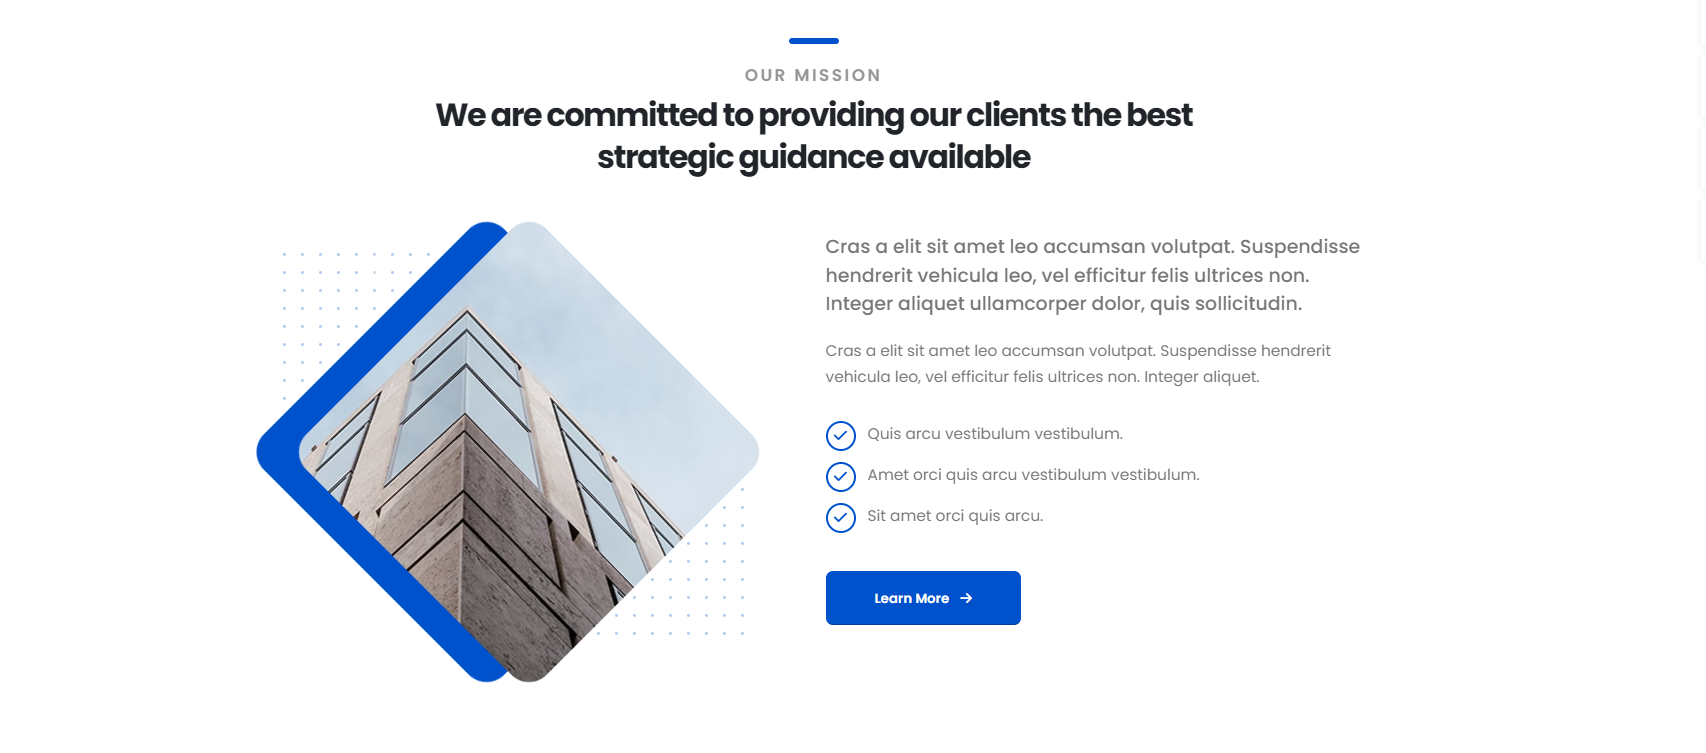 OUR MISSION
We are committed to providing our clients the best
strategic guidance available
Cras a elit sit amet leo accumsan volutpat. Suspendisse
hendrerit vehicula leo, vel efficitur felis ultrices non.
Integer aliquet ullamcorper dolor, quis sollicitudin.
Cras a elit sit amet leo accumsan volutpat. Suspendisse hendrerit
vehicula leo, vel efficitur felis ultrices non. Integer aliquet.
Quis arcu vestibulum vestibulum.
Amet orci quis arcu vestibulum vestibulum.
Sit amet orci quis arcu.
Learn More